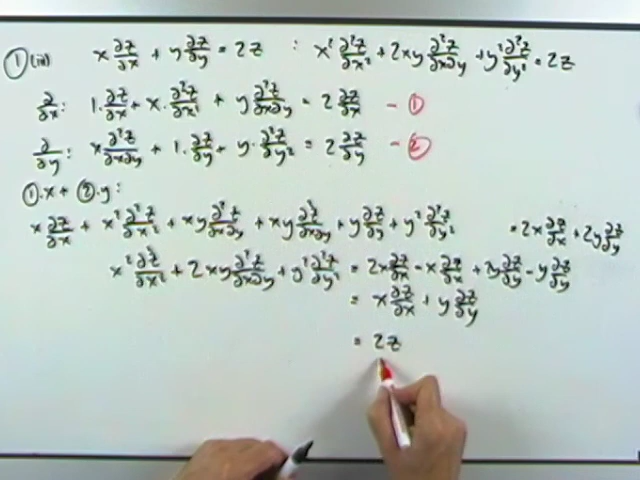 ① (iii) x ∂z/∂x + y ∂z/∂y = 2z : x² ∂²z/∂x² + 2xy ∂²z/∂x∂y + y² ∂²z/∂y² = 2z
∂/∂x : 1. ∂z/∂x + x. ∂²z/∂x² + y ∂²z/∂x∂y = 2 ∂z/∂x - ①
∂/∂y : x ∂²z/∂x∂y + 1. ∂z/∂y + y. ∂²z/∂y² = 2 ∂z/∂y - ②
①.x + ②.y :
x ∂z/∂x + x² ∂²z/∂x² + xy ∂²z/∂x∂y + xy ∂²z/∂x∂y + y ∂z/∂y + y² ∂²z/∂y² = 2x ∂z/∂x + 2y ∂z/∂y
x² ∂²z/∂x² + 2xy ∂²z/∂x∂y + y² ∂²z/∂y² = 2x ∂z/∂x - x ∂z/∂x + 2y ∂z/∂y - y ∂z/∂y
= x ∂z/∂x + y ∂z/∂y
= 2z